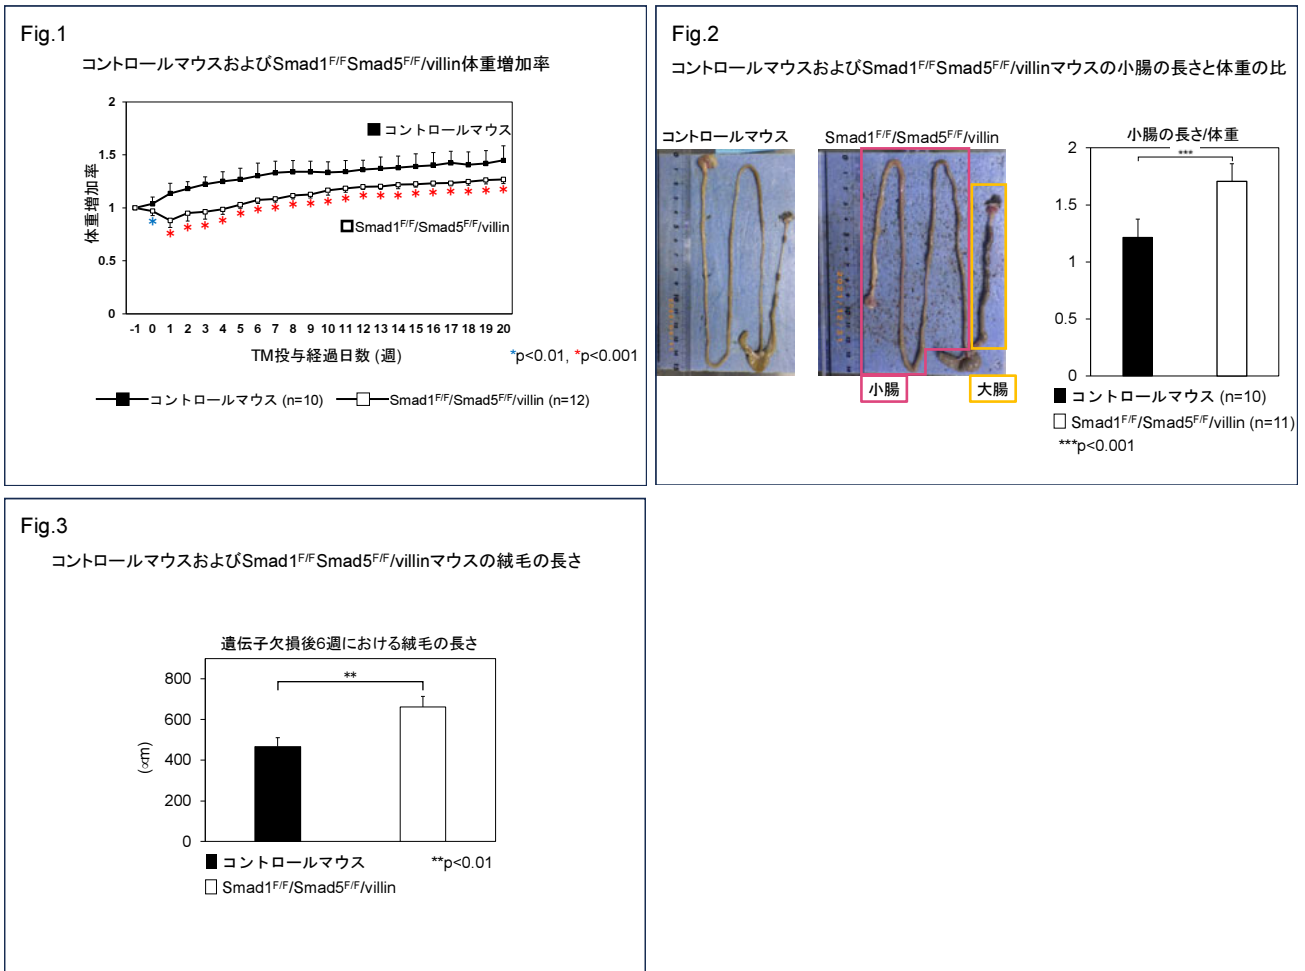 Fig.1
コントロールマウスおよびSmad1F/FSmad5F/F/villin体重増加率
2
1.5
1
0.5
0
体重増加率
■コントロールマウス
□Smad1F/F/Smad5F/F/villin
* * * * * * * * * * * * * * * * * * * * *
-1 0 1 2 3 4 5 6 7 8 9 10 11 12 13 14 15 16 17 18 19 20
TM投与経過日数 (週)
*p<0.01, *p<0.001
コントロールマウス (n=10)
Smad1F/F/Smad5F/F/villin (n=12)
Fig.2
コントロールマウスおよびSmad1F/FSmad5F/F/villinマウスの小腸の長さと体重の比
コントロールマウス
Smad1F/F/Smad5F/F/villin
小腸
大腸
小腸の長さ/体重
***
2
1.5
1
0.5
0
■ コントロールマウス (n=10)
□ Smad1F/F/Smad5F/F/villin (n=11)
***p<0.001
Fig.3
コントロールマウスおよびSmad1F/FSmad5F/F/villinマウスの絨毛の長さ
遺伝子欠損後6週における絨毛の長さ
**
800
600
400
200
0
(∝m)
■ コントロールマウス
**p<0.01
□ Smad1F/F/Smad5F/F/villin